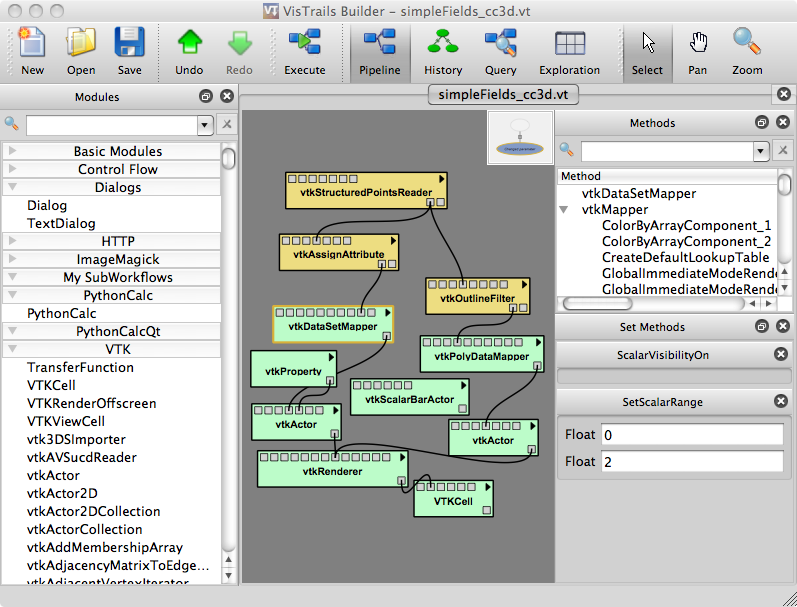 VisTrails Builder – simpleFields_cc3d.vt
New Open Save Undo Redo Execute Pipeline History Query Exploration Select Pan Zoom
simpleFields_cc3d.vt
Modules
Basic Modules
Control Flow
Dialogs
Dialog
TextDialog
HTTP
ImageMagick
My SubWorkflows
PythonCalc
PythonCalc
PythonCalcQt
VTK
TransferFunction
VTKCell
VTKRenderOffscreen
VTKViewCell
vtk3DSImporter
vtkAVSucdReader
vtkActor
vtkActor2D
vtkActor2DCollection
vtkActorCollection
vtkAddMembershipArray
vtkAdjacencyMatrixToEdge...
vtkAdjacentVertexIterator
vtkStructuredPointsReader
vtkAssignAttribute
vtkOutlineFilter
vtkDataSetMapper
vtkPolyDataMapper
vtkProperty
vtkScalarBarActor
vtkActor
vtkActor
vtkRenderer
VTKCell
Methods
Method
vtkDataSetMapper
vtkMapper
ColorByArrayComponent_1
ColorByArrayComponent_2
CreateDefaultLookupTable
GlobalImmediateModeRende
GlobalImmediateModeRende
Set Methods
ScalarVisibilityOn
SetScalarRange
Float 0
Float 2